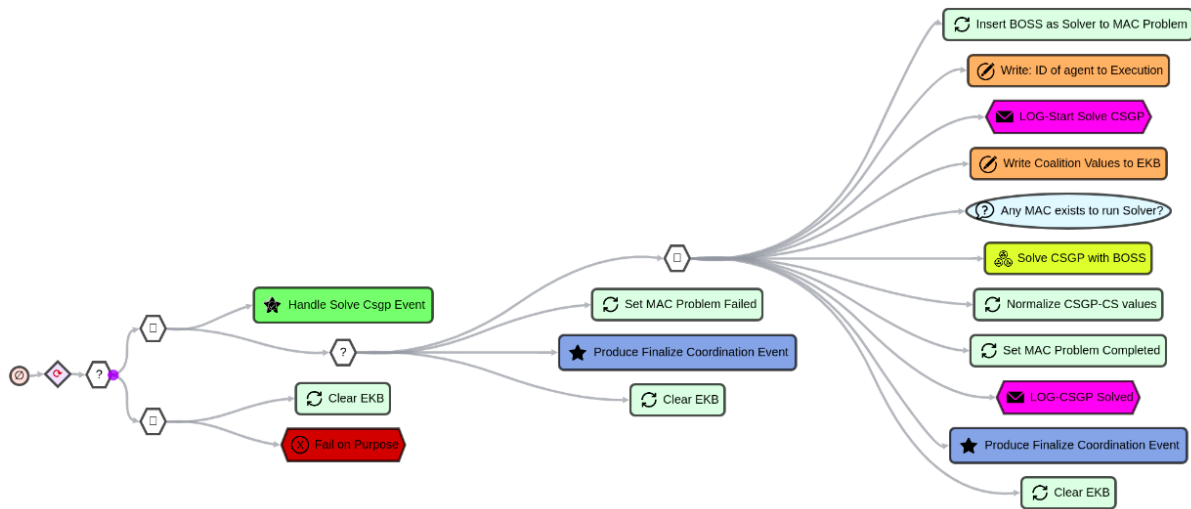 Insert BOSS as Solver to MAC Problem
Write: ID of agent to Execution
LOG-Start Solve CSGP
Write Coalition Values to EKB
? Any MAC exists to run Solver?
Solve CSGP with BOSS
Handle Solve Csgp Event
Set MAC Problem Failed
Normalize CSGP-CS values
?
Produce Finalize Coordination Event
Set MAC Problem Completed
∅
?
Clear EKB
Clear EKB
LOG-CSGP Solved
X Fail on Purpose
Produce Finalize Coordination Event
Clear EKB